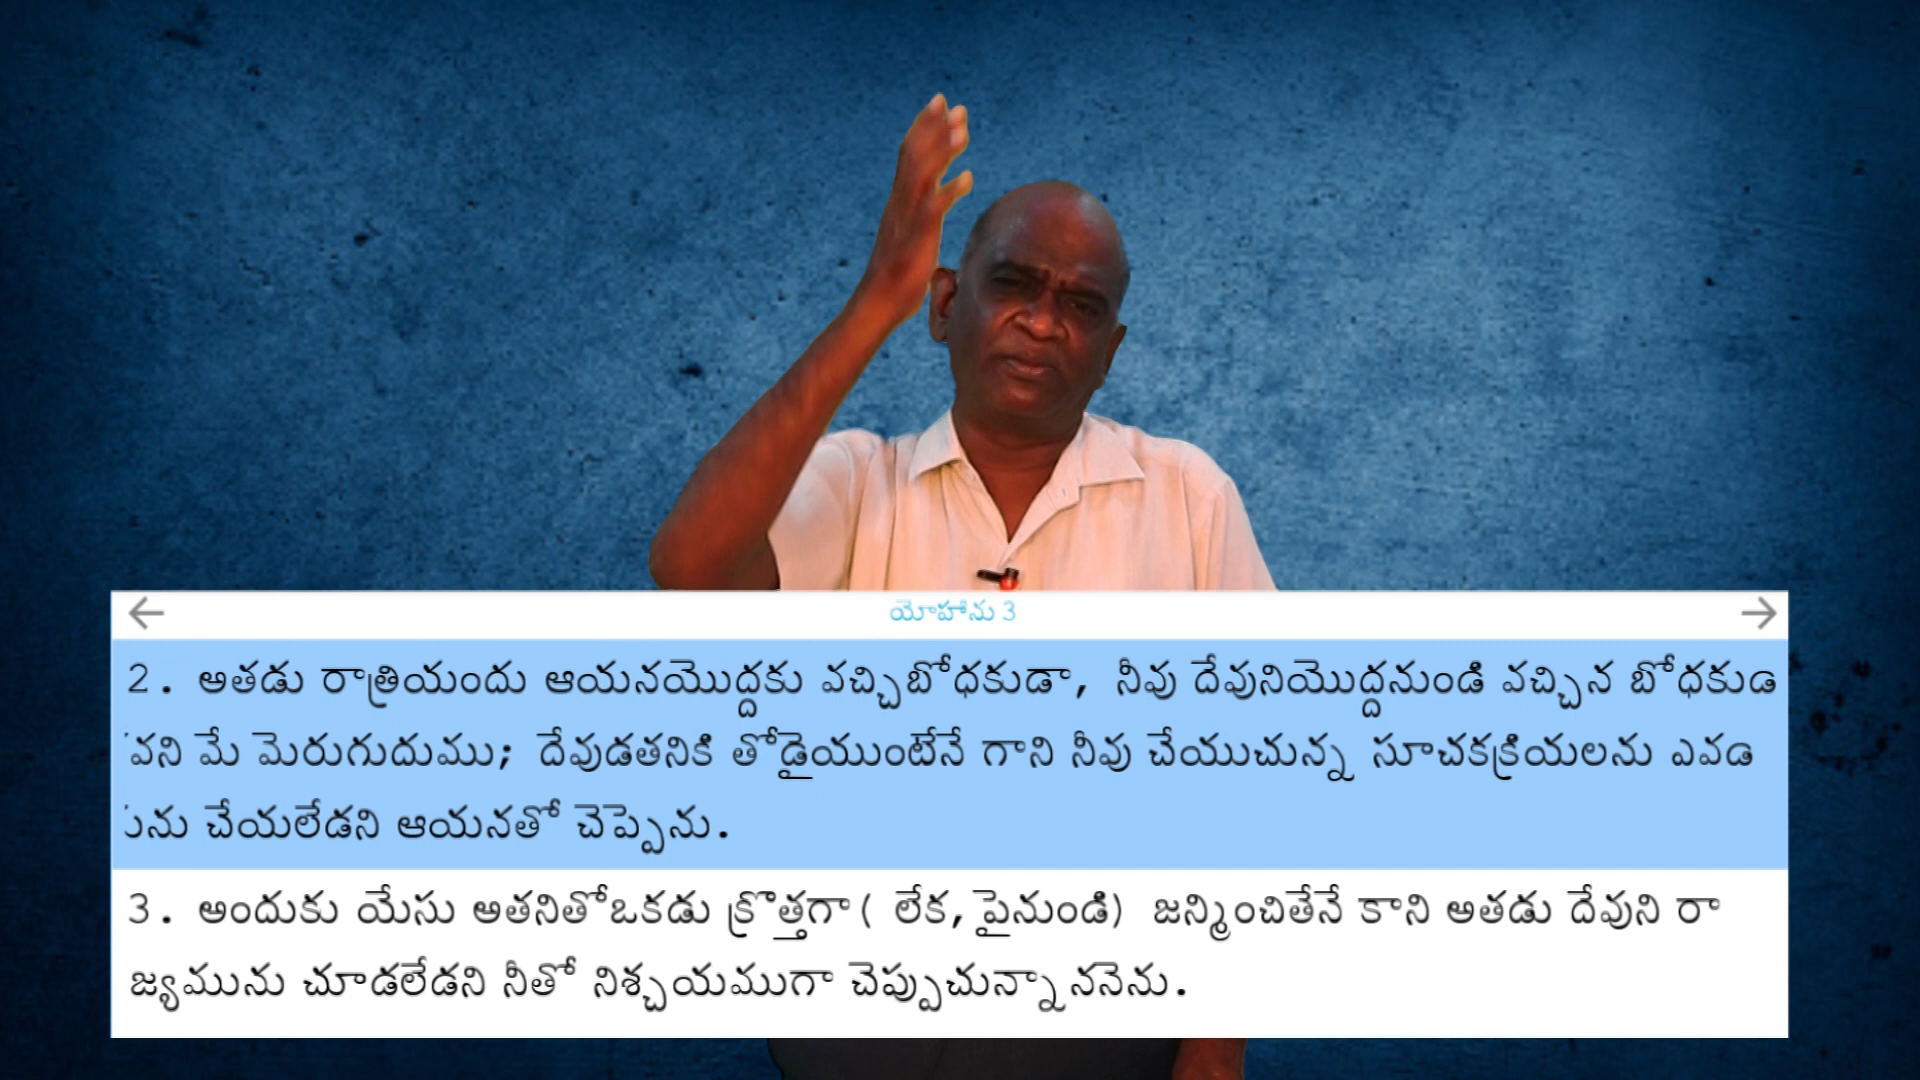 యోహాను 3
2. అతడు రాత్రియందు ఆయనయొద్దకు వచ్చిబోధకుడా, నీవు దేవునియొద్దనుండి వచ్చిన బోధకుడ
వని మే మెరుగుదుము; దేవుడతనికి తోడైయుంటేనే గాని నీవు చేయుచున్న సూచకక్రియలను ఎవడ
ును చేయలేడని ఆయనతో చెప్పెను.
3. అందుకు యేసు అతనితోఒకడు క్రొత్తగా( లేక,పైనుండి) జన్మించితేనే కాని అతడు దేవుని రా
జ్యమును చూడలేడని నీతో నిశ్చయముగా చెప్పుచున్నాననెను.